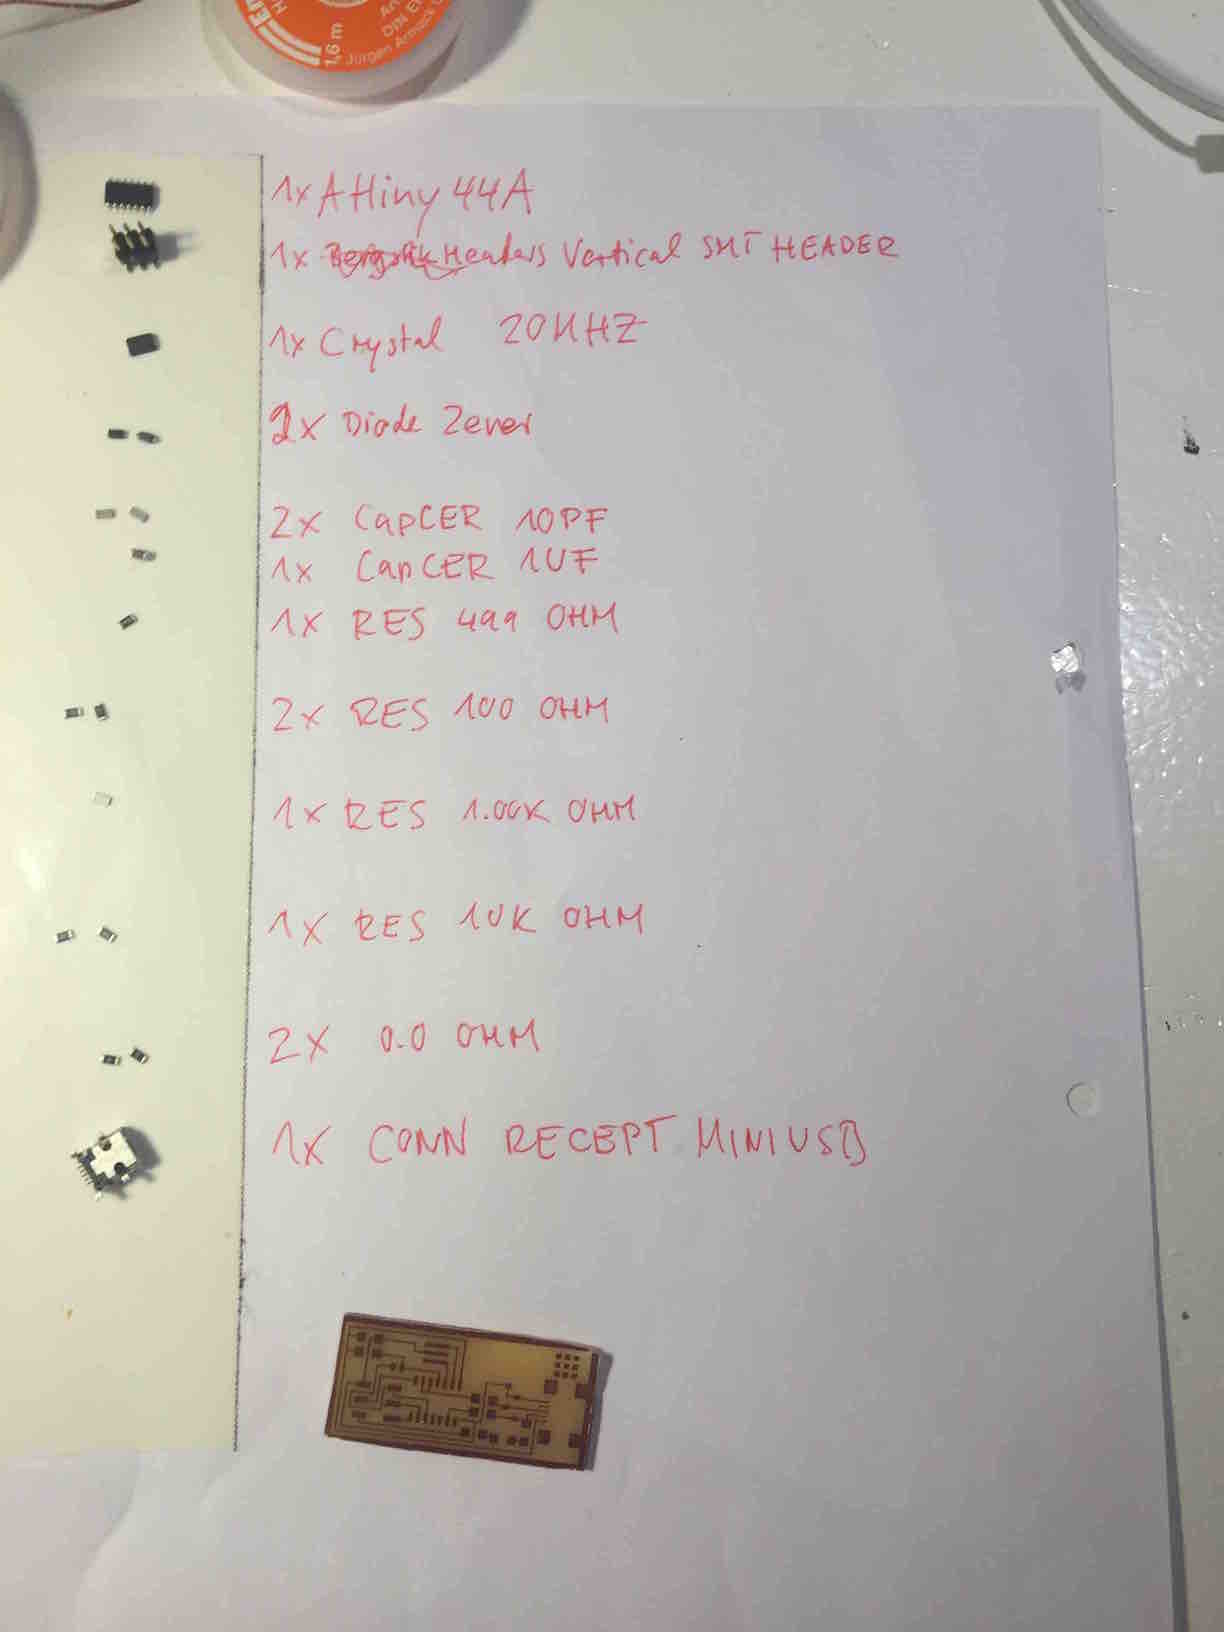 1,6 m
DIN E
Jürgen Armack
1x ATtiny 44A
1x Headers Vertical SMT HEADER
1x Crystal 20MHZ
2x Diode Zener
2x CapCER 10PF
1x CapCER 1UF
1x RES 499 OHM
2x RES 100 OHM
1x RES 1.00K OHM
1x RES 10K OHM
2x 0.0 OHM
1x CONN RECEPT MINIUSB